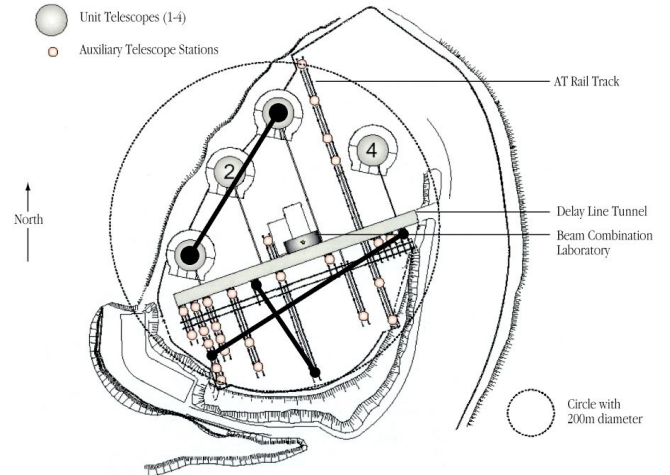 Unit Telescopes (1-4)
Auxiliary Telescope Stations
AT Rail Track
4
2
North
Delay Line Tunnel
Beam Combination
Laboratory
Circle with
200m diameter